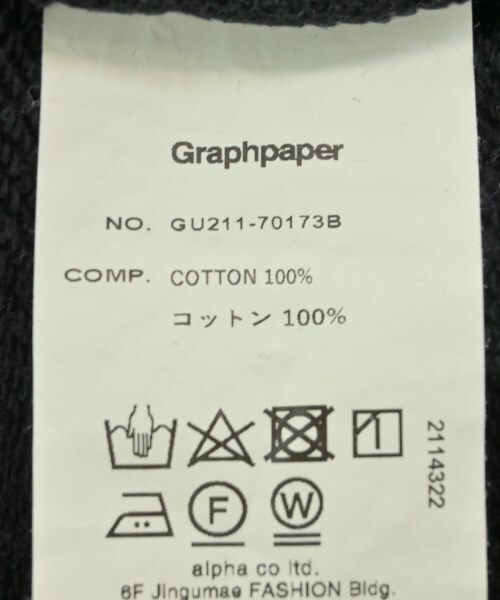 Graphpaper
NO. GU211-70173B
COMP. COTTON 100%
コットン 100%
2114322
F W
alpha co ltd.
6F Jingumae FASHION Bldg.